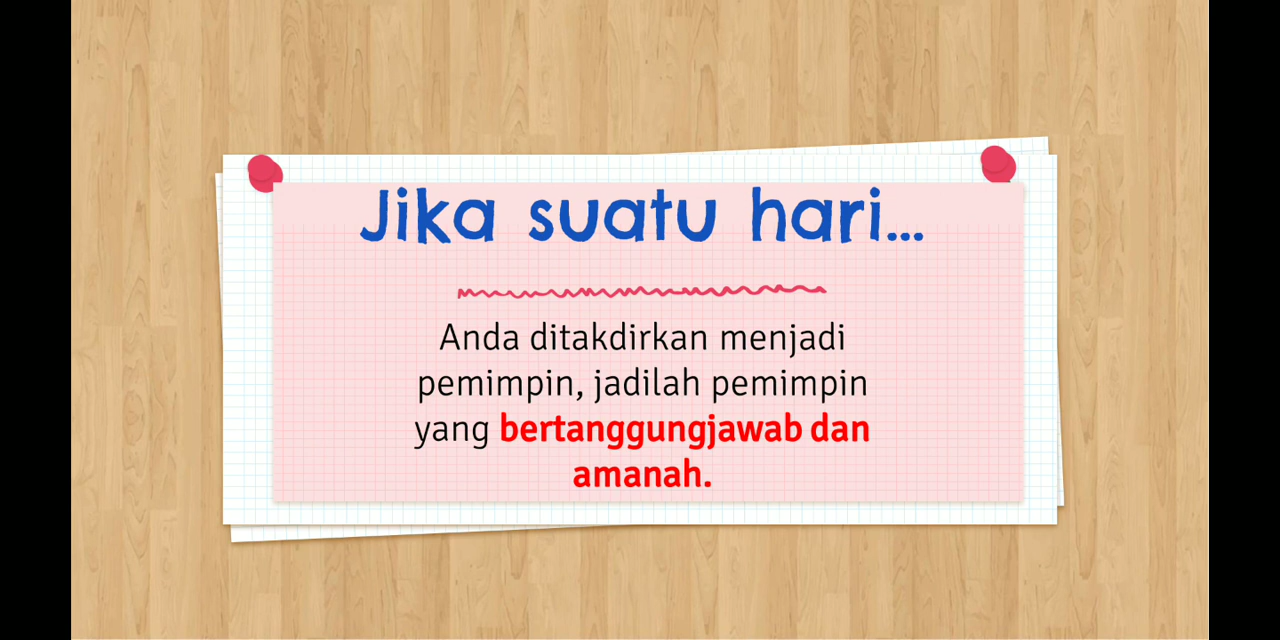 Jika suatu hari...
Anda ditakdirkan menjadi
pemimpin, jadilah pemimpin
yang bertanggungjawab dan
amanah.